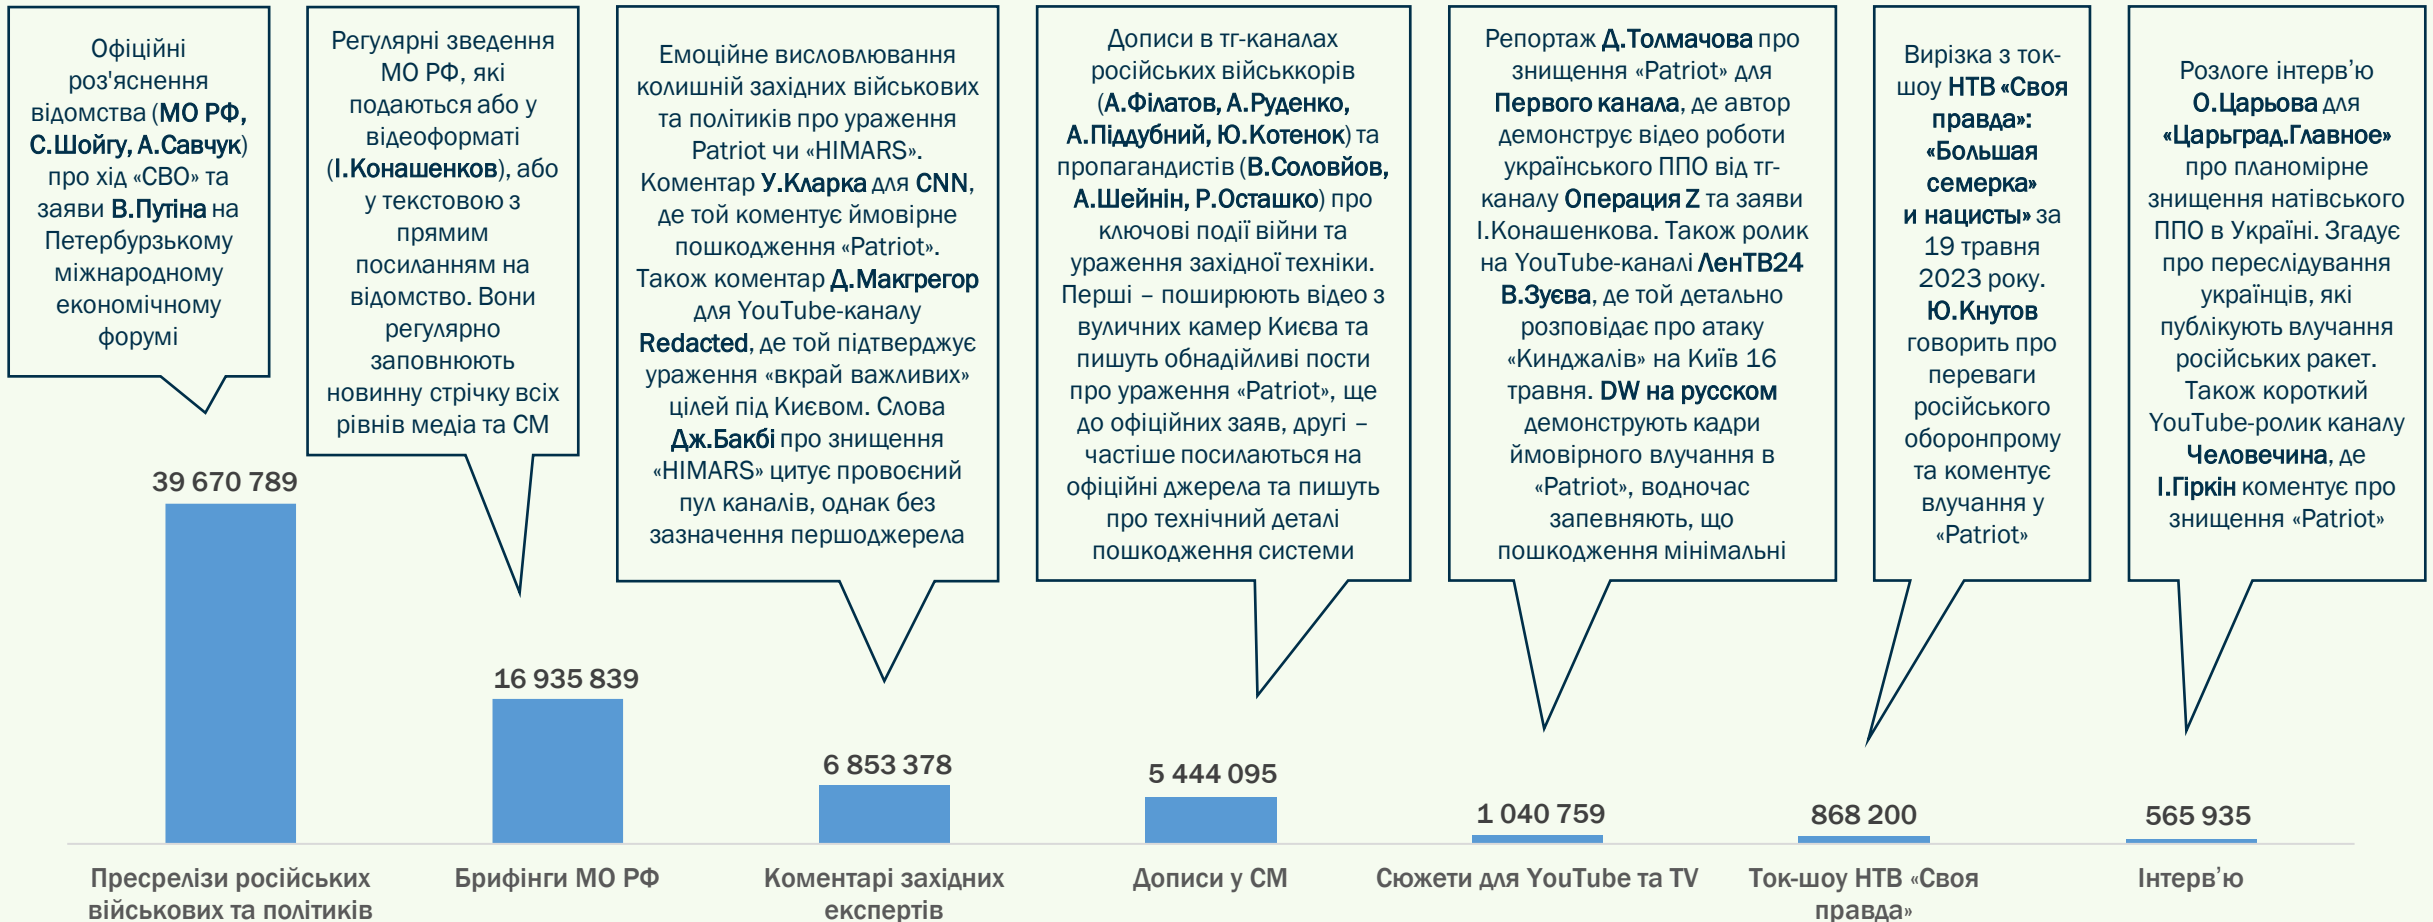 Офіційні
роз'яснення
відомства (МО РФ,
С.Шойгу, А.Савчук)
про хід «СВО» та
заяви В.Путіна на
Петербурзькому
міжнародному
економічному
форумі
Регулярні зведення
МО РФ, які
подаються або у
відеоформаті
(І.Конашенков), або
у текстовою з
прямим
посиланням на
відомство. Вони
регулярно
заповнюють
новинну стрічку всіх
рівнів медіа та СМ
Емоційне висловлювання
колишній західних військових
та політиків про ураження
Patriot чи «HIMARS».
Коментар У.Кларка для CNN,
де той коментує ймовірне
пошкодження «Patriot».
Також коментар Д.Макгрегор
для YouTube-каналу
Redacted, де той підтверджує
ураження «вкрай важливих»
цілей під Києвом. Слова
Дж.Бакбі про знищення
«HIMARS» цитує провоєний
пул каналів, однак без
зазначення першоджерела
Дописи в тг-каналах
російських військкорів
(А.Філатов, А.Руденко,
А.Піддубний, Ю.Котенок) та
пропагандистів (В.Соловйов,
А.Шейнін, Р.Осташко) про
ключові події війни та
ураження західної техніки.
Перші – поширюють відео з
вуличних камер Києва та
пишуть обнадійливі пости
про ураження «Patriot», ще
до офіційних заяв, другі –
частіше посилаються на
офіційні джерела та пишуть
про технічний деталі
пошкодження системи
Репортаж Д.Толмачова про
знищення «Patriot» для
Первого канала, де автор
демонструє відео роботи
українського ППО від тг-
каналу Операция Z та заяви
І.Конашенкова. Також ролик
на YouTube-каналі ЛенТВ24
В.Зуєва, де той детально
розповідає про атаку
«Кинджалів» на Київ 16
травня. DW на русском
демонструють кадри
ймовірного влучання в
«Patriot», водночас
запевняють, що
пошкодження мінімальні
Вирізка з ток-
шоу НТВ «Своя
правда»:
«Большая
семерка»
и нацисты» за
19 травня
2023 року.
Ю.Кнутов
говорить про
переваги
російського
оборонпрому
та коментує
влучання у
«Patriot»
Розлоге інтерв’ю
О.Царьова для
«Царьград.Главное»
про планомірне
знищення натівського
ППО в Україні. Згадує
про переслідування
українців, які
публікують влучання
російських ракет.
Також короткий
YouTube-ролик каналу
Человечина, де
І.Гіркін коментує про
знищення «Patriot»
39 670 789
16 935 839
6 853 378
5 444 095
1 040 759
868 200
565 935
Пресрелізи російських
військових та політиків
Брифінги МО РФ
Коментарі західних
експертів
Дописи у СМ
Сюжети для YouTube та TV
Ток-шоу НТВ «Своя
правда»
Інтерв’ю